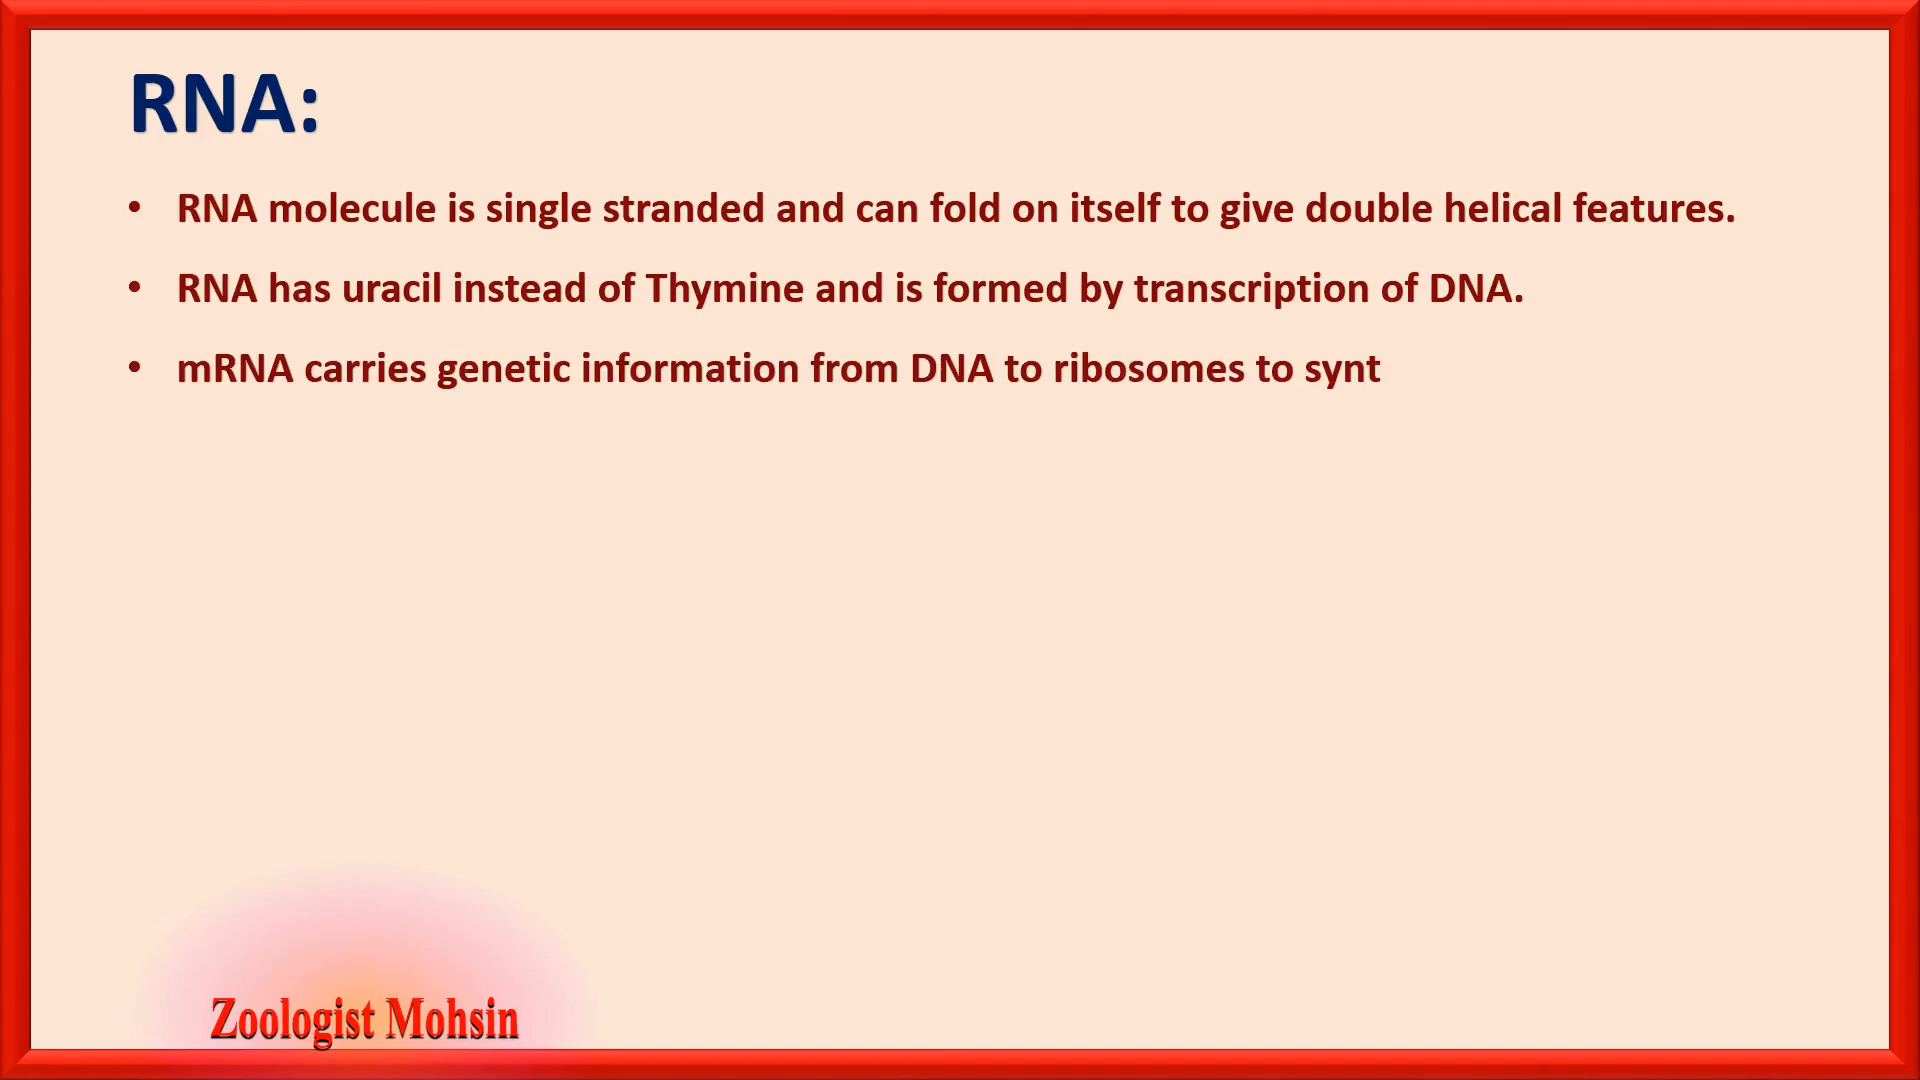 RNA:
• RNA molecule is single stranded and can fold on itself to give double helical features.
• RNA has uracil instead of Thymine and is formed by transcription of DNA.
• mRNA carries genetic information from DNA to ribosomes to synt
Zoologist Mohsin